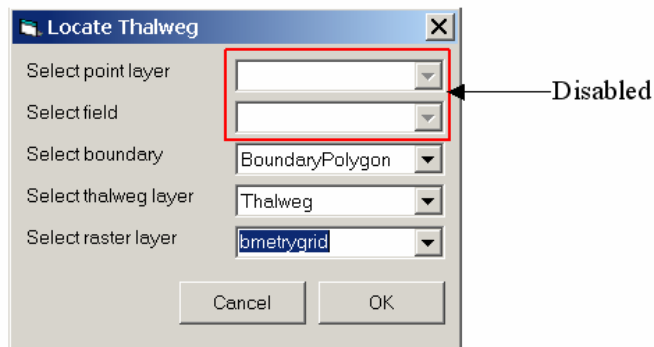 Locate Thalweg
Select point layer
Select field
Select boundary BoundaryPolygon
Select thalweg layer Thalweg
Select raster layer bmetrygrid
Cancel OK
Disabled